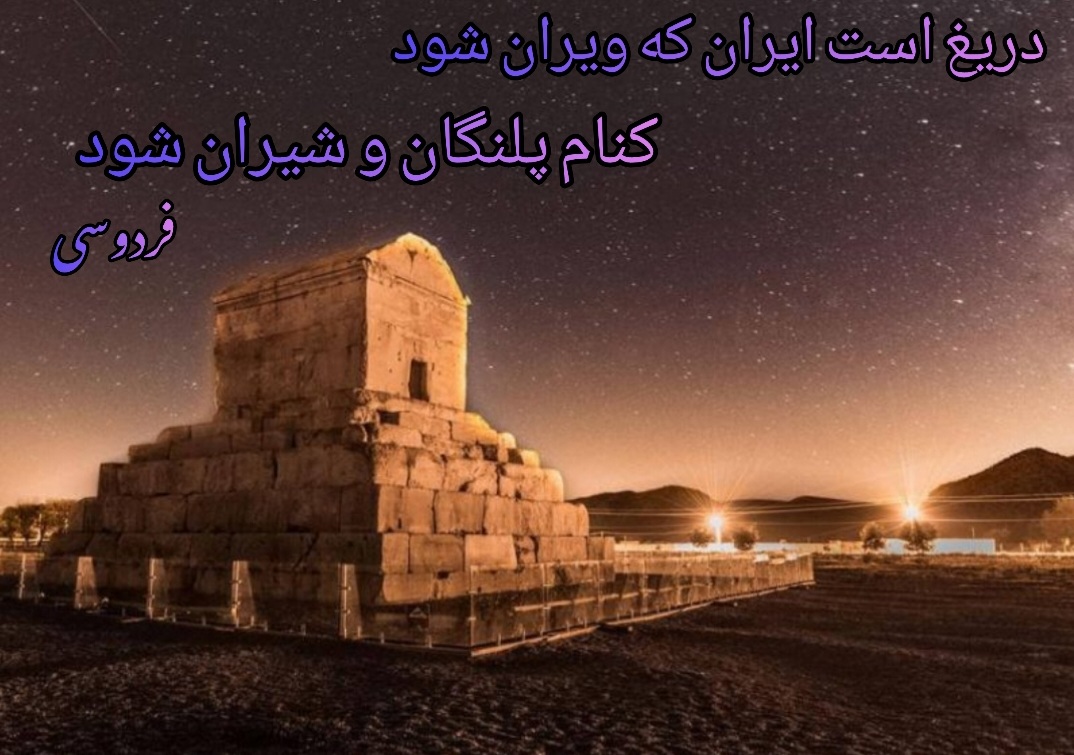 دریغ است ایران که ویران شود
کنام پلنگان و شیران شود
فردوسی